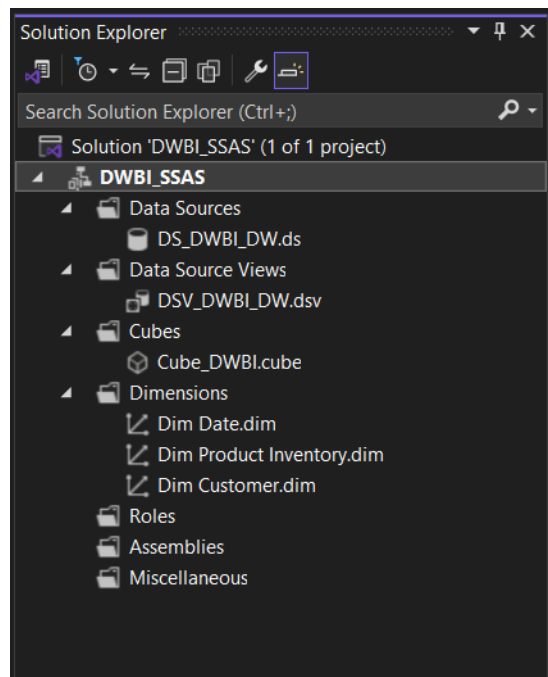 Solution Explorer
Search Solution Explorer (Ctrl+;)
Solution 'DWBI_SSAS' (1 of 1 project)
DWBI_SSAS
Data Sources
DS_DWBI_DW.ds
Data Source Views
DSV_DWBI_DW.dsv
Cubes
Cube_DWBI.cube
Dimensions
Dim Date.dim
Dim Product Inventory.dim
Dim Customer.dim
Roles
Assemblies
Miscellaneous